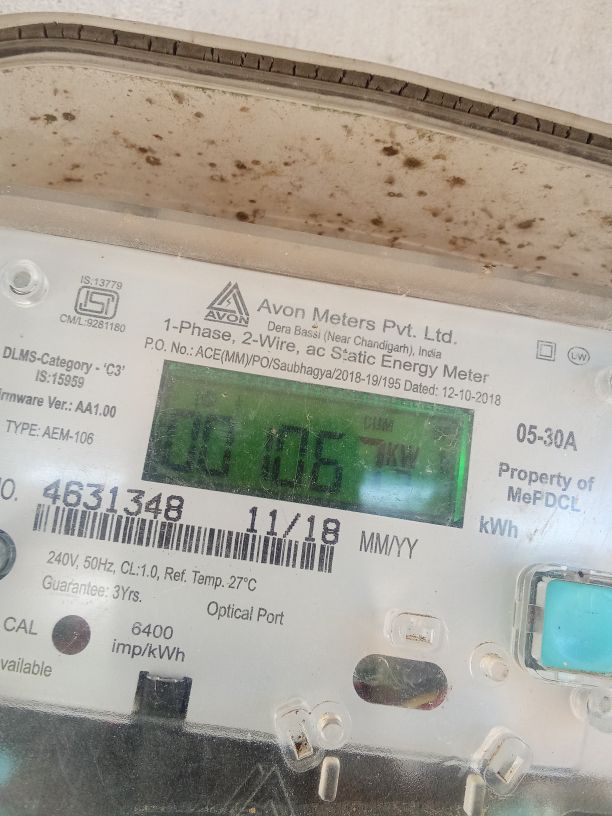 IS:13779
ISI
CM/L:9281180
AVON
Avon Meters Pvt. Ltd.
Dera Bassi (Near Chandigarh), India
1-Phase, 2-Wire, ac Static Energy Meter
P.O. No.: ACE(MM)/PO/Saubhagya/2018-19/195 Dated: 12-10-2018
LW
DLMS-Category - 'C3'
IS:15959
irmware Ver.: AA1.00
TYPE: AEM-106
CUM
KW
05-30A
Property of
MePDCL
kWh
NO. 4631348 11/18 MM/YY
240V, 50Hz, CL:1.0, Ref. Temp. 27°C
Guarantee: 3Yrs.
Optical Port
CAL
6400
imp/kWh
vailable